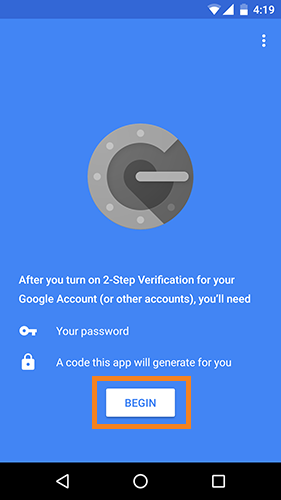 4:19
After you turn on 2-Step Verification for your
Google Account (or other accounts), you'll need
Your password
A code this app will generate for you
BEGIN